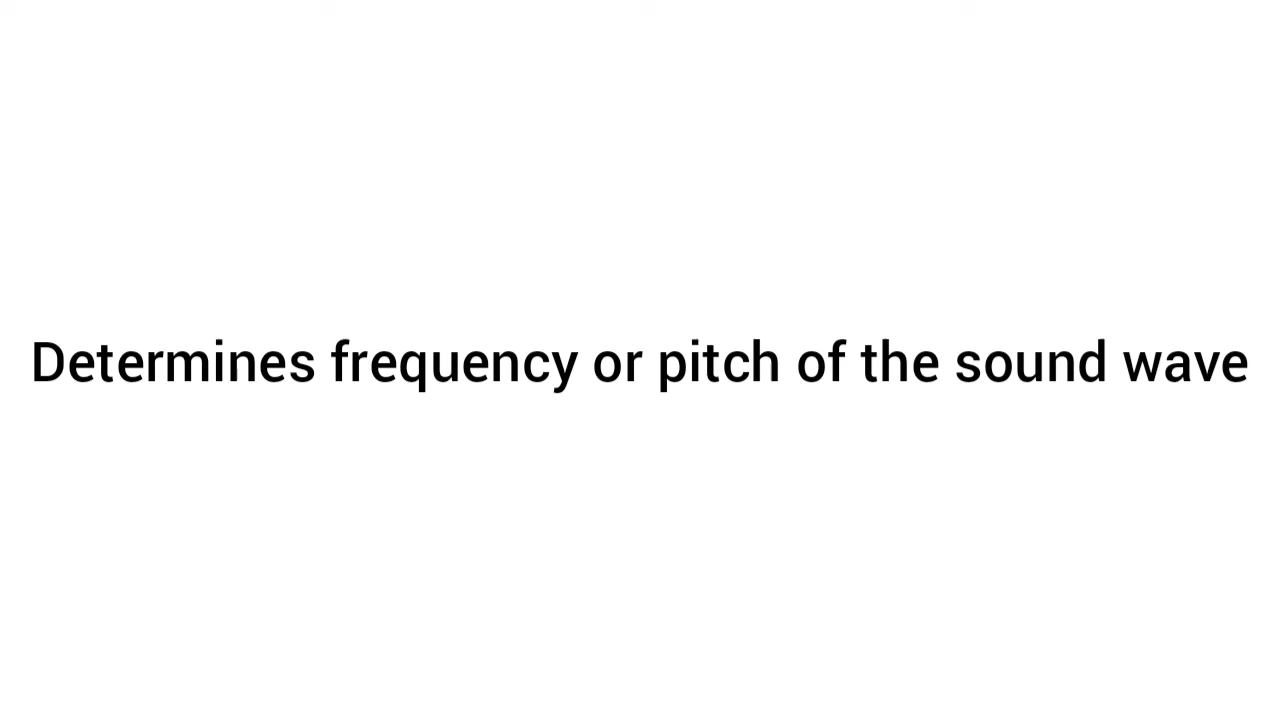 Determines frequency or pitch of the sound wave